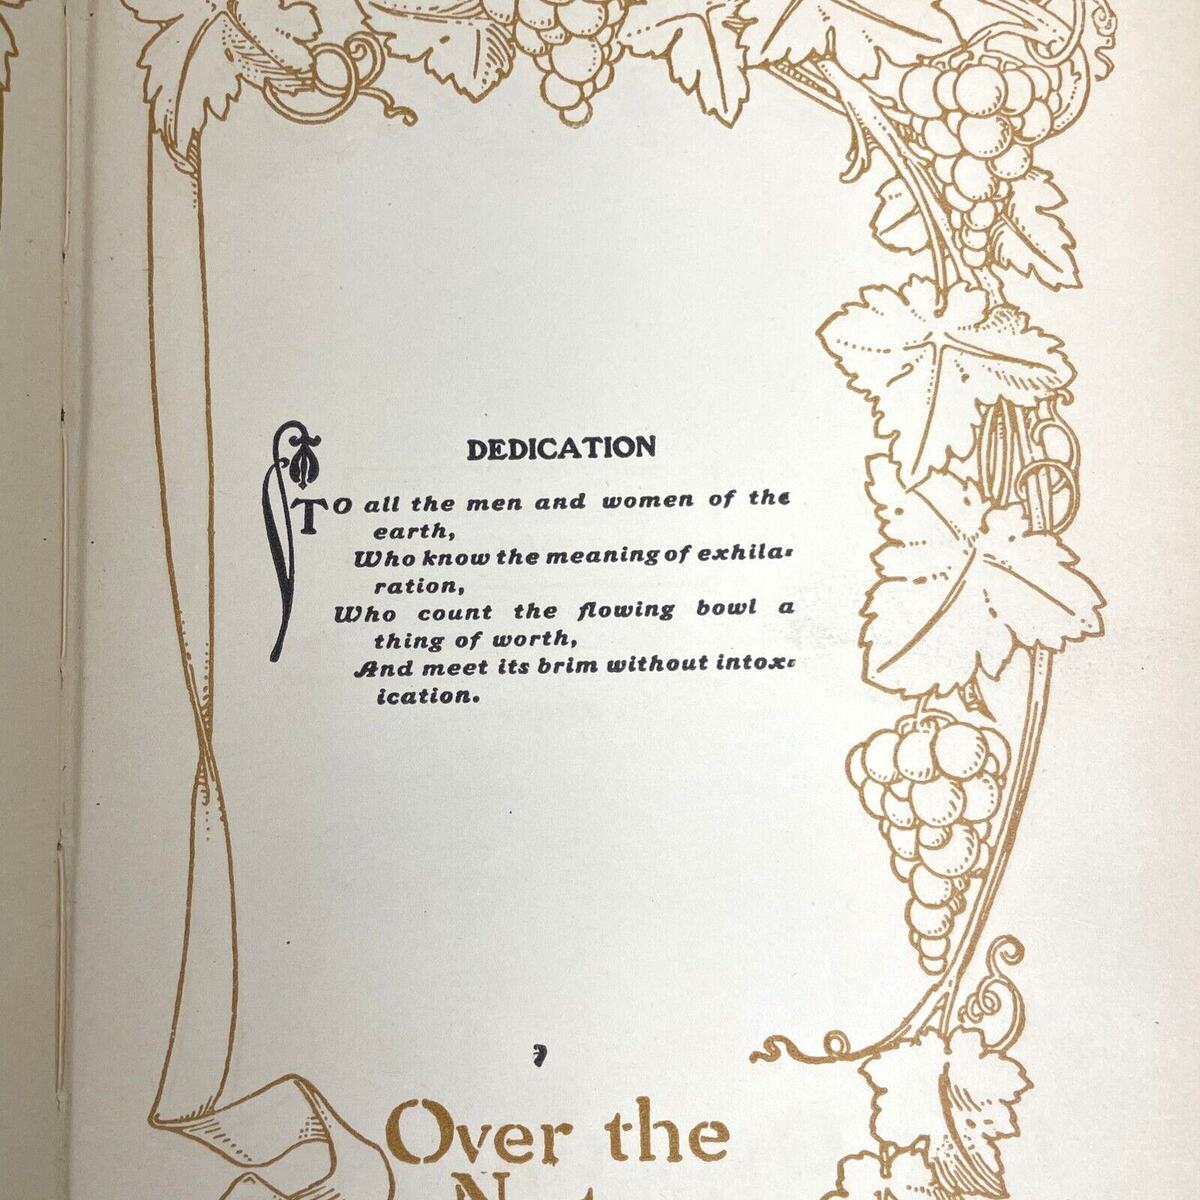 DEDICATION
TO all the men and women of the
earth,
Who know the meaning of exhila-
ration,
Who count the flowing bowl a
thing of worth,
And meet its brim without intox-
ication.
7
Over the